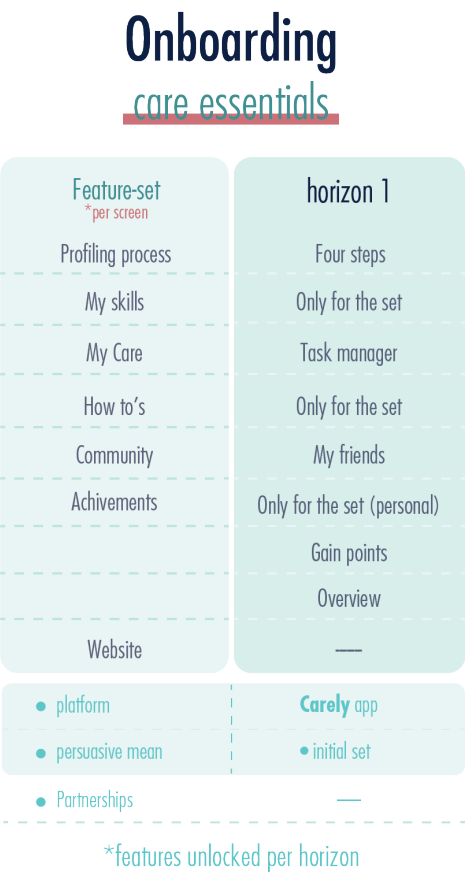 Onboarding
care essentials
Feature-set horizon 1
*per screen
Profiling process Four steps
My skills Only for the set
My Care Task manager
How to's Only for the set
Community My friends
Achivements Only for the set (personal)
Gain points
Overview
Website —
• platform Carely app
• persuasive mean • initial set
• Partnerships —
*features unlocked per horizon